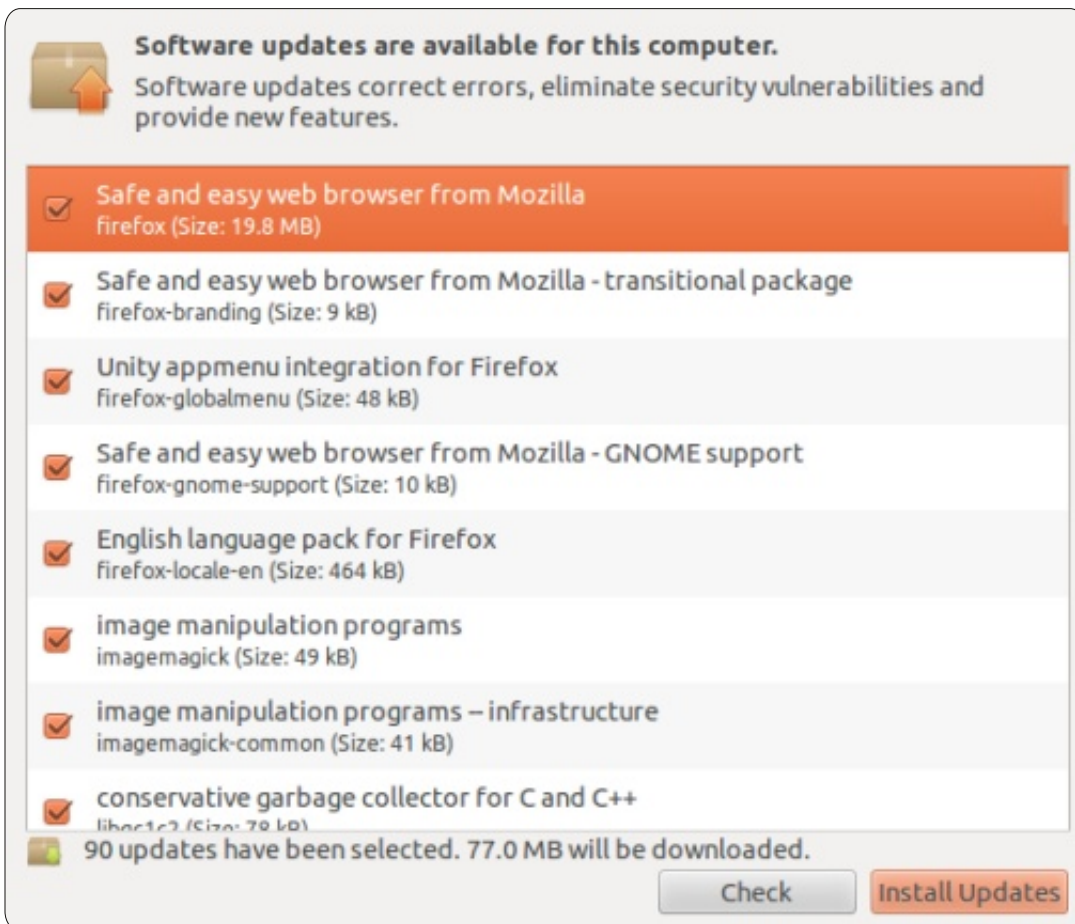 Software updates are available for this computer.
Software updates correct errors, eliminate security vulnerabilities and
provide new features.
Safe and easy web browser from Mozilla
firefox (Size: 19.8 MB)
Safe and easy web browser from Mozilla - transitional package
firefox-branding (Size: 9 kB)
Unity appmenu integration for Firefox
firefox-globalmenu (Size: 48 kB)
Safe and easy web browser from Mozilla - GNOME support
firefox-gnome-support (Size: 10 kB)
English language pack for Firefox
firefox-locale-en (Size: 464 kB)
image manipulation programs
imagemagick (Size: 49 kB)
image manipulation programs -- infrastructure
imagemagick-common (Size: 41 kB)
conservative garbage collector for C and C++
libgc1c2 (Size: 78 kB)
90 updates have been selected. 77.0 MB will be downloaded.
Check
Install Updates